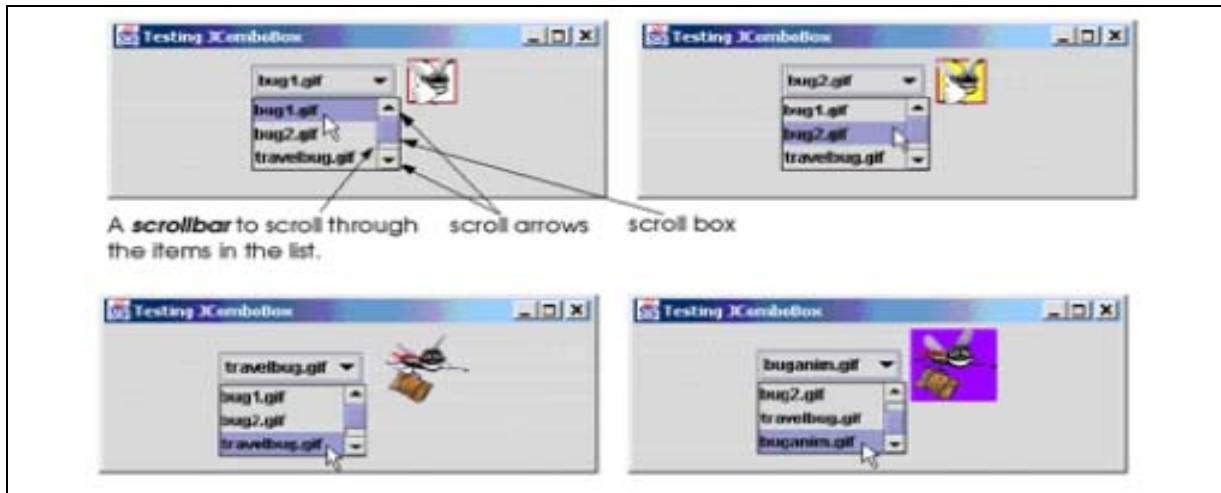 Testing JComboBox
bug1.gif
bug1.gif
bug2.gif
travelbug.gif
Testing JComboBox
bug2.gif
bug1.gif
bug2.gif
travelbug.gif
A scrollbar to scroll through
the items in the list.
scroll arrows
scroll box
Testing JComboBox
travelbug.gif
bug1.gif
bug2.gif
travelbug.gif
Testing JComboBox
buganim.gif
bug2.gif
travelbug.gif
buganim.gif